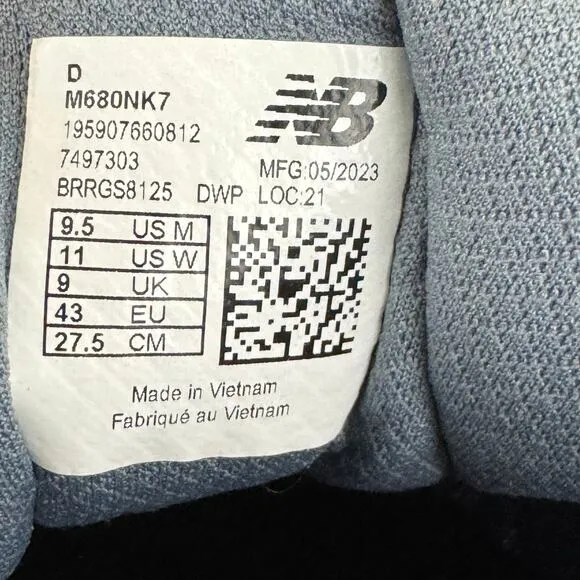 D
M680NK7
195907660812
7497303
BRRGS8125 DWP
NB
MFG:05/2023
LOC:21
9.5 US M
11 US W
9 UK
43 EU
27.5 CM
Made in Vietnam
Fabriqué au Vietnam